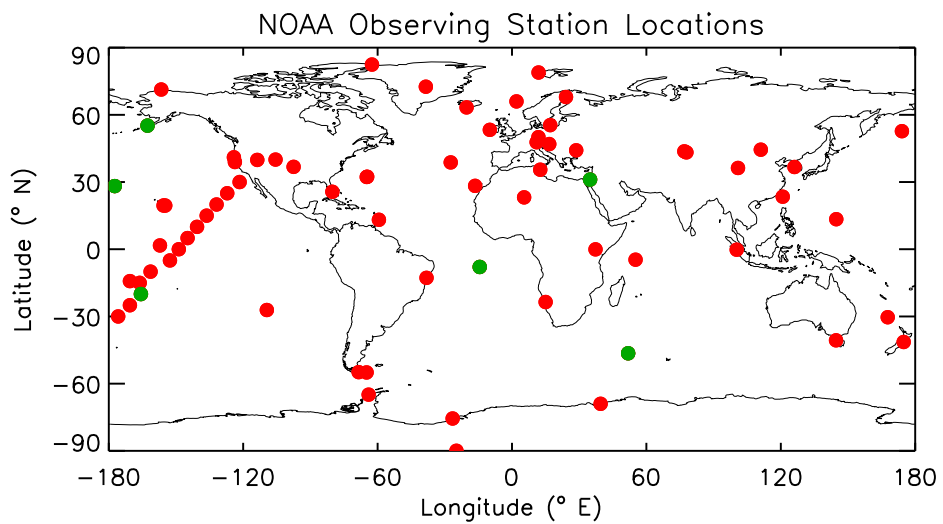 NOAA Observing Station Locations
Latitude (° N)
90
60
30
0
−30
−60
−90
−180 −120 −60 0 60 120 180
Longitude (° E)